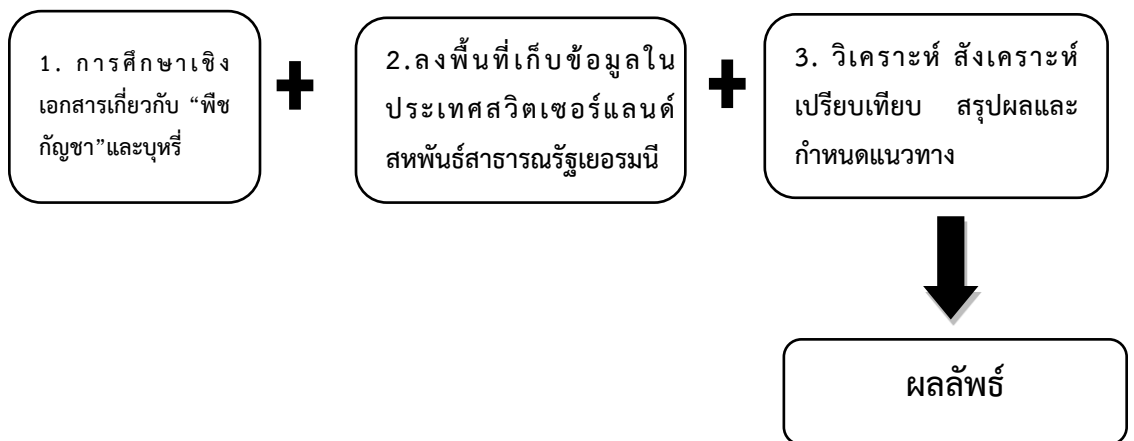 1. การศึกษาเชิง
เอกสารเกี่ยวกับ “พืช
กัญชา”และบุหรี่
2.ลงพื้นที่เก็บข้อมูลใน
ประเทศสวิตเซอร์แลนด์
สหพันธ์สาธารณรัฐเยอรมนี
3. วิเคราะห์ สังเคราะห์
เปรียบเทียบ สรุปผลและ
กำหนดแนวทาง
ผลลัพธ์